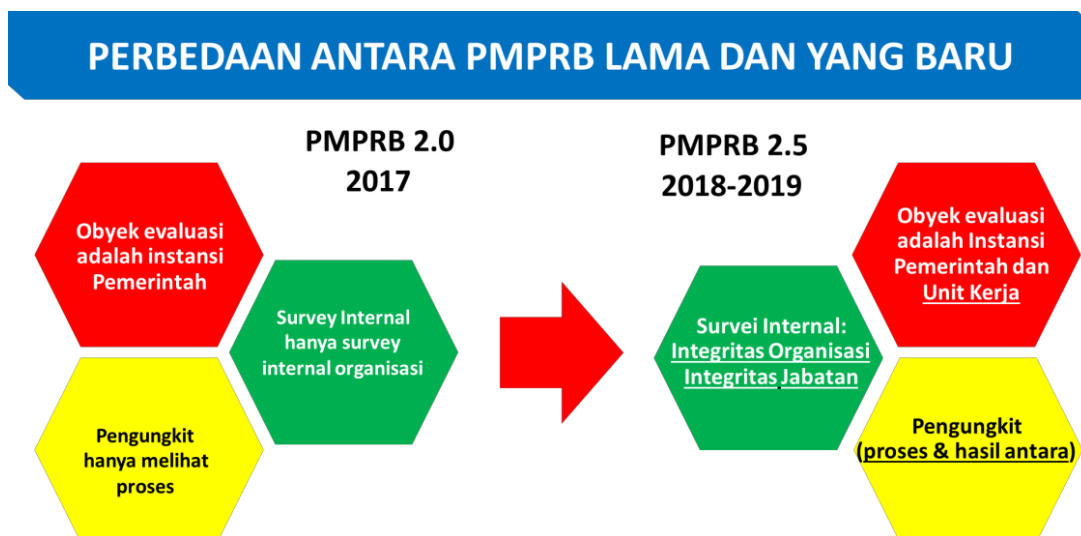 PERBEDAAN ANTARA PMPRB LAMA DAN YANG BARU
PMPRB 2.0
2017
Obyek evaluasi
adalah instansi
Pemerintah
Survey Internal
hanya survey
internal organisasi
Pengungkit
hanya melihat
proses
PMPRB 2.5
2018-2019
Obyek evaluasi
adalah Instansi
Pemerintah dan
Unit Kerja
Survei Internal:
Integritas Organisasi
Integritas Jabatan
Pengungkit
(proses & hasil antara)